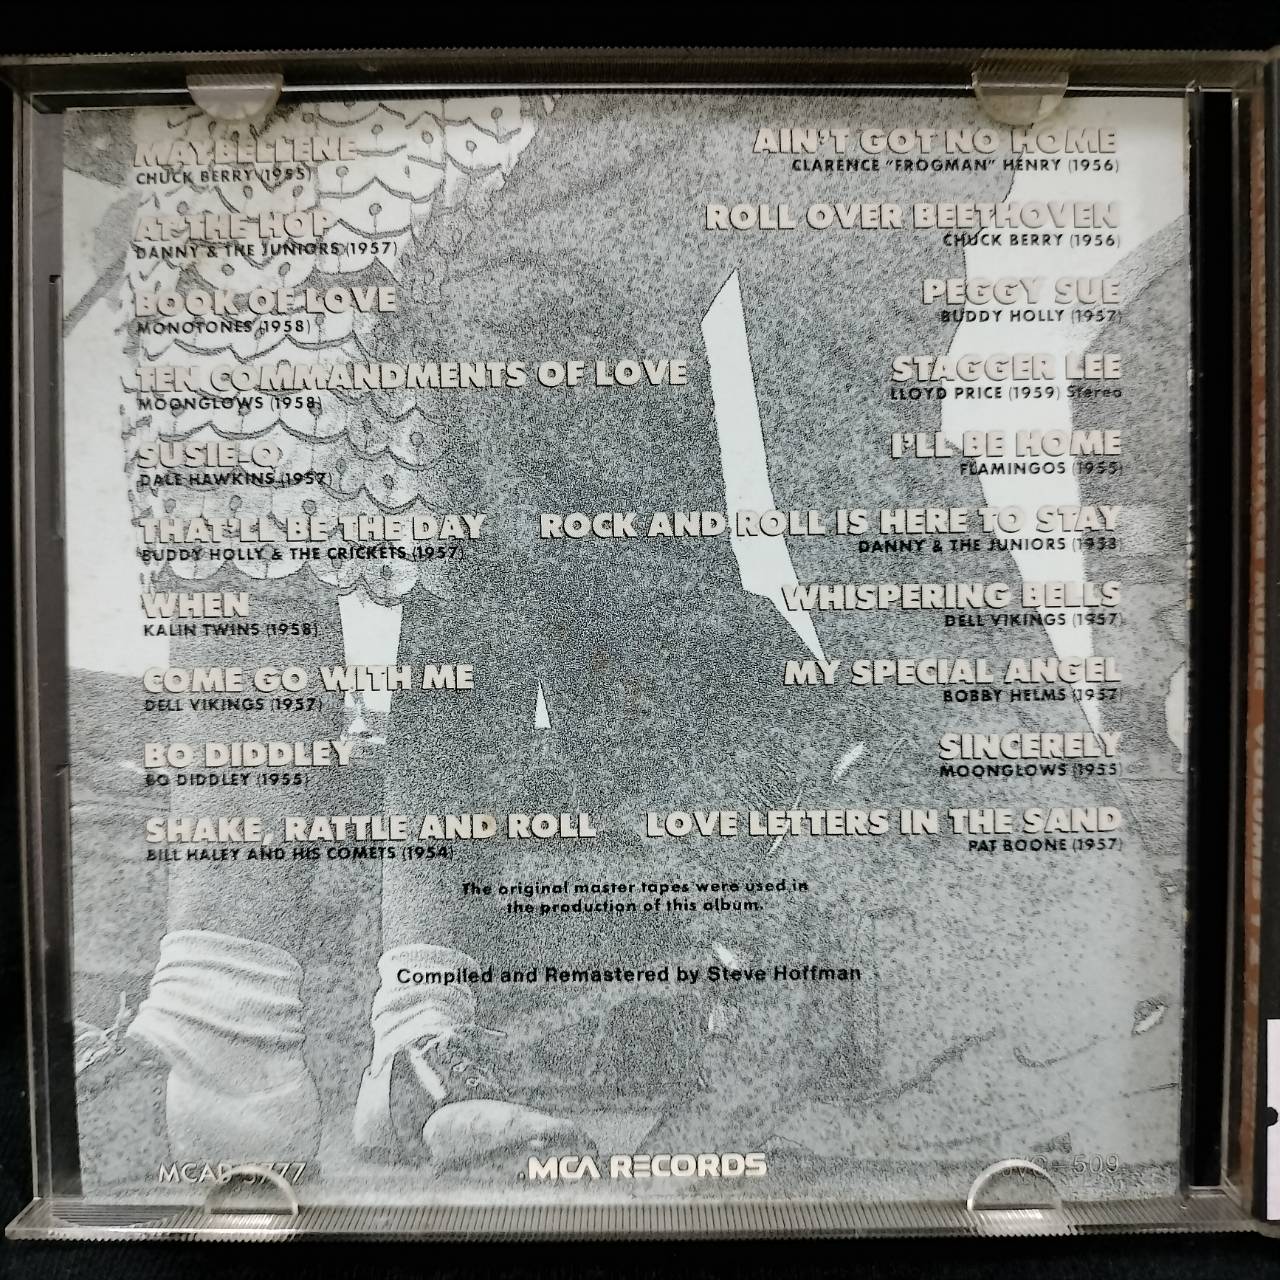 MAYBELLENE
CHUCK BERRY (1955)
AT THE HOP
DANNY & THE JUNIORS (1957)
BOOK OF LOVE
MONOTONES (1958)
TEN COMMANDMENTS OF LOVE
MOONGLOWS (1958)
SUSIE-Q
DALE HAWKINS (1957)
THAT'LL BE THE DAY
BUDDY HOLLY & THE CRICKETS (1957)
WHEN
KALIN TWINS (1958)
COME GO WITH ME
DELL VIKINGS (1957)
BO DIDDLEY
BO DIDDLEY (1955)
SHAKE, RATTLE AND ROLL
BILL HALEY AND HIS COMETS (1954)
AIN'T GOT NO HOME
CLARENCE "FROGMAN" HENRY (1956)
ROLL OVER BEETHOVEN
CHUCK BERRY (1956)
PEGGY SUE
BUDDY HOLLY (1957)
STAGGER LEE
LLOYD PRICE (1959) Stereo
I'LL BE HOME
FLAMINGOS (1955)
ROCK AND ROLL IS HERE TO STAY
DANNY & THE JUNIORS (1958)
WHISPERING BELLS
DELL VIKINGS (1957)
MY SPECIAL ANGEL
BOBBY HELMS (1957)
SINCERELY
MOONGLOWS (1955)
LOVE LETTERS IN THE SAND
PAT BOONE (1957)
The original master tapes were used in
the production of this album.
Compiled and Remastered by Steve Hoffman
MCA RECORDS